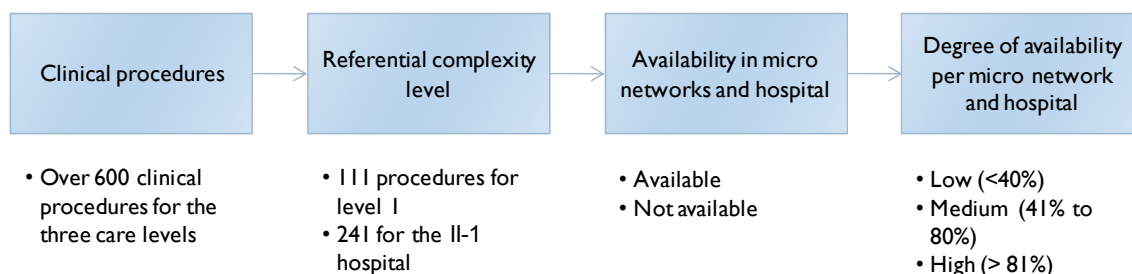 Clinical procedures
Referential complexity
level
Availability in micro
networks and hospital
Degree of availability
per micro network
and hospital
• Over 600 clinical
procedures for the
three care levels
• 111 procedures for
level 1
• 241 for the II-1
hospital
• Available
• Not available
• Low (<40%)
• Medium (41% to
80%)
• High (> 81%)